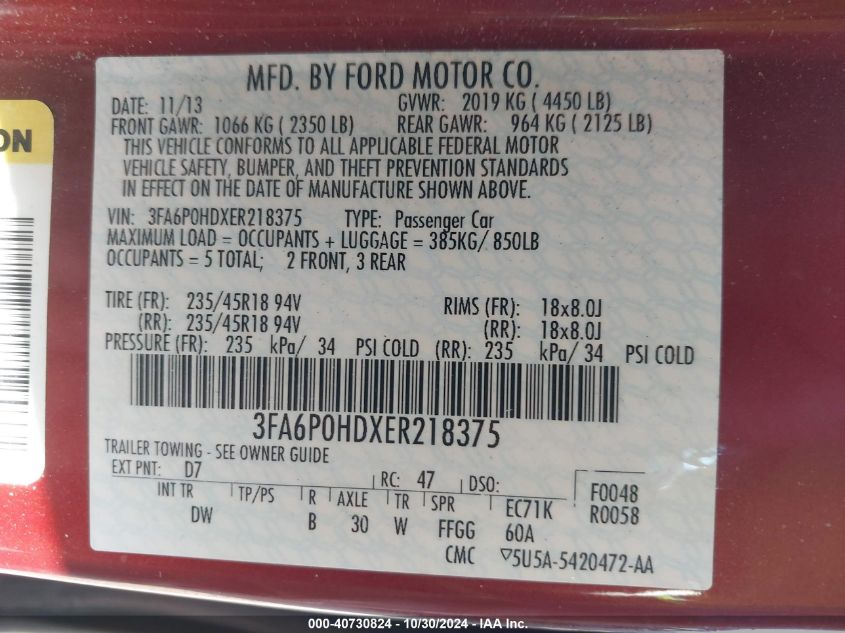 MFD. BY FORD MOTOR CO.
DATE: 11/13 GVWR: 2019 KG ( 4450 LB)
FRONT GAWR: 1066 KG ( 2350 LB) REAR GAWR: 964 KG ( 2125 LB)
THIS VEHICLE CONFORMS TO ALL APPLICABLE FEDERAL MOTOR
VEHICLE SAFETY, BUMPER, AND THEFT PREVENTION STANDARDS
IN EFFECT ON THE DATE OF MANUFACTURE SHOWN ABOVE.
ON
VIN: 3FA6P0HDXER218375 TYPE: Passenger Car
MAXIMUM LOAD = OCCUPANTS + LUGGAGE = 385KG/ 850LB
OCCUPANTS = 5 TOTAL; 2 FRONT, 3 REAR
TIRE (FR): 235/45R18 94V RIMS (FR): 18x8.0J
(RR): 235/45R18 94V (RR): 18x8.0J
PRESSURE (FR): 235 kPa/ 34 PSI COLD (RR): 235 kPa/ 34 PSI COLD
3FA6P0HDXER218375
TRAILER TOWING - SEE OWNER GUIDE
EXT PNT: D7 RC: 47 DSO: F0048
INT TR TP/PS R AXLE TR SPR EC71K R0058
DW B 30 W FFGG 60A
CMC ▽5U5A-5420472-AA
000-40730824 - 10/30/2024 - IAA Inc.